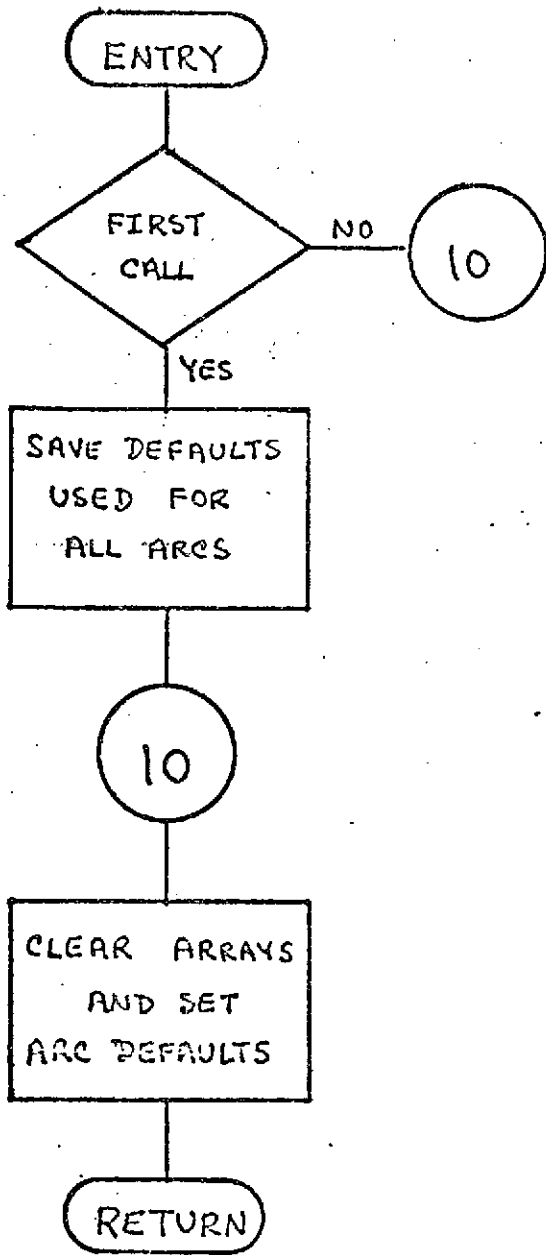 ENTRY
FIRST
CALL
NO
10
YES
SAVE DEFAULTS
USED FOR
ALL ARCS
10
CLEAR ARRAYS
AND SET
ARC DEFAULTS
RETURN